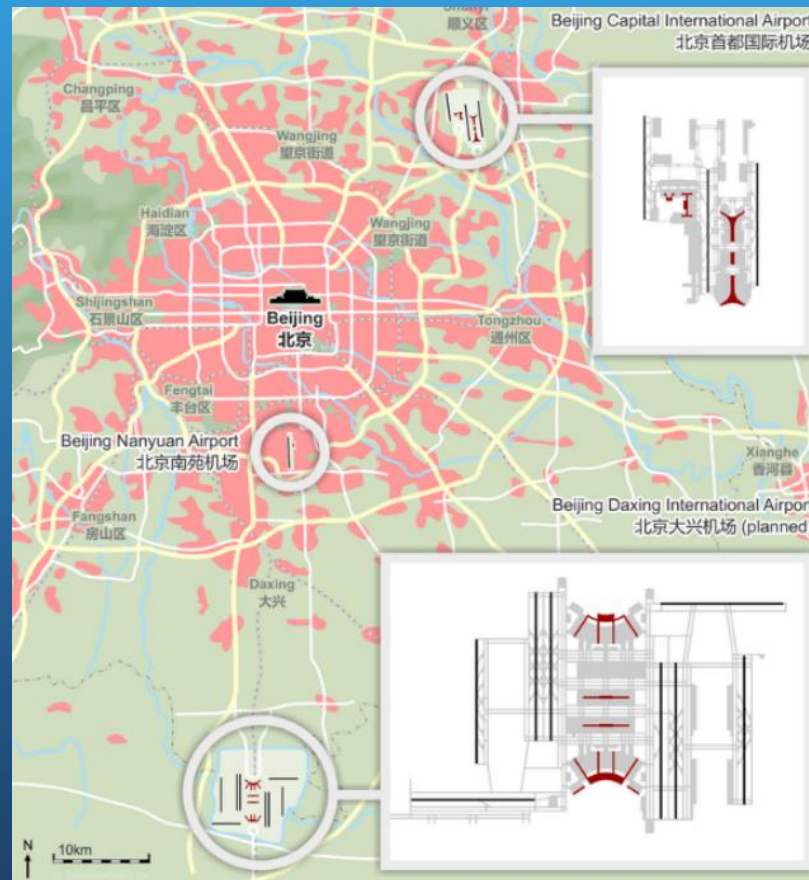 Shunyi
顺义区
Beijing Capital International Airport
北京首都国际机场
Changping
昌平区
Wangjing
望京街道
Haidian
海淀区
Wangjing
望京街道
Shijingshan
石景山区
Beijing
北京
Tongzhou
通州区
Fengtai
丰台区
Beijing Nanyuan Airport
北京南苑机场
Xianghe
香河县
Fangshan
房山区
Beijing Daxing International Airpor
北京大兴机场 (planned
Daxing
大兴
N
10km